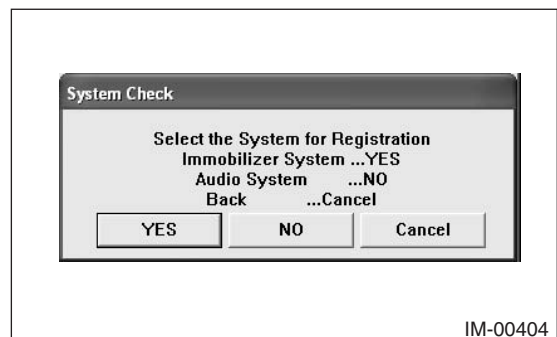 System Check
Select the System for Registration
Immobilizer System ...YES
Audio System ...NO
Back ...Cancel
YES NO Cancel
IM-00404